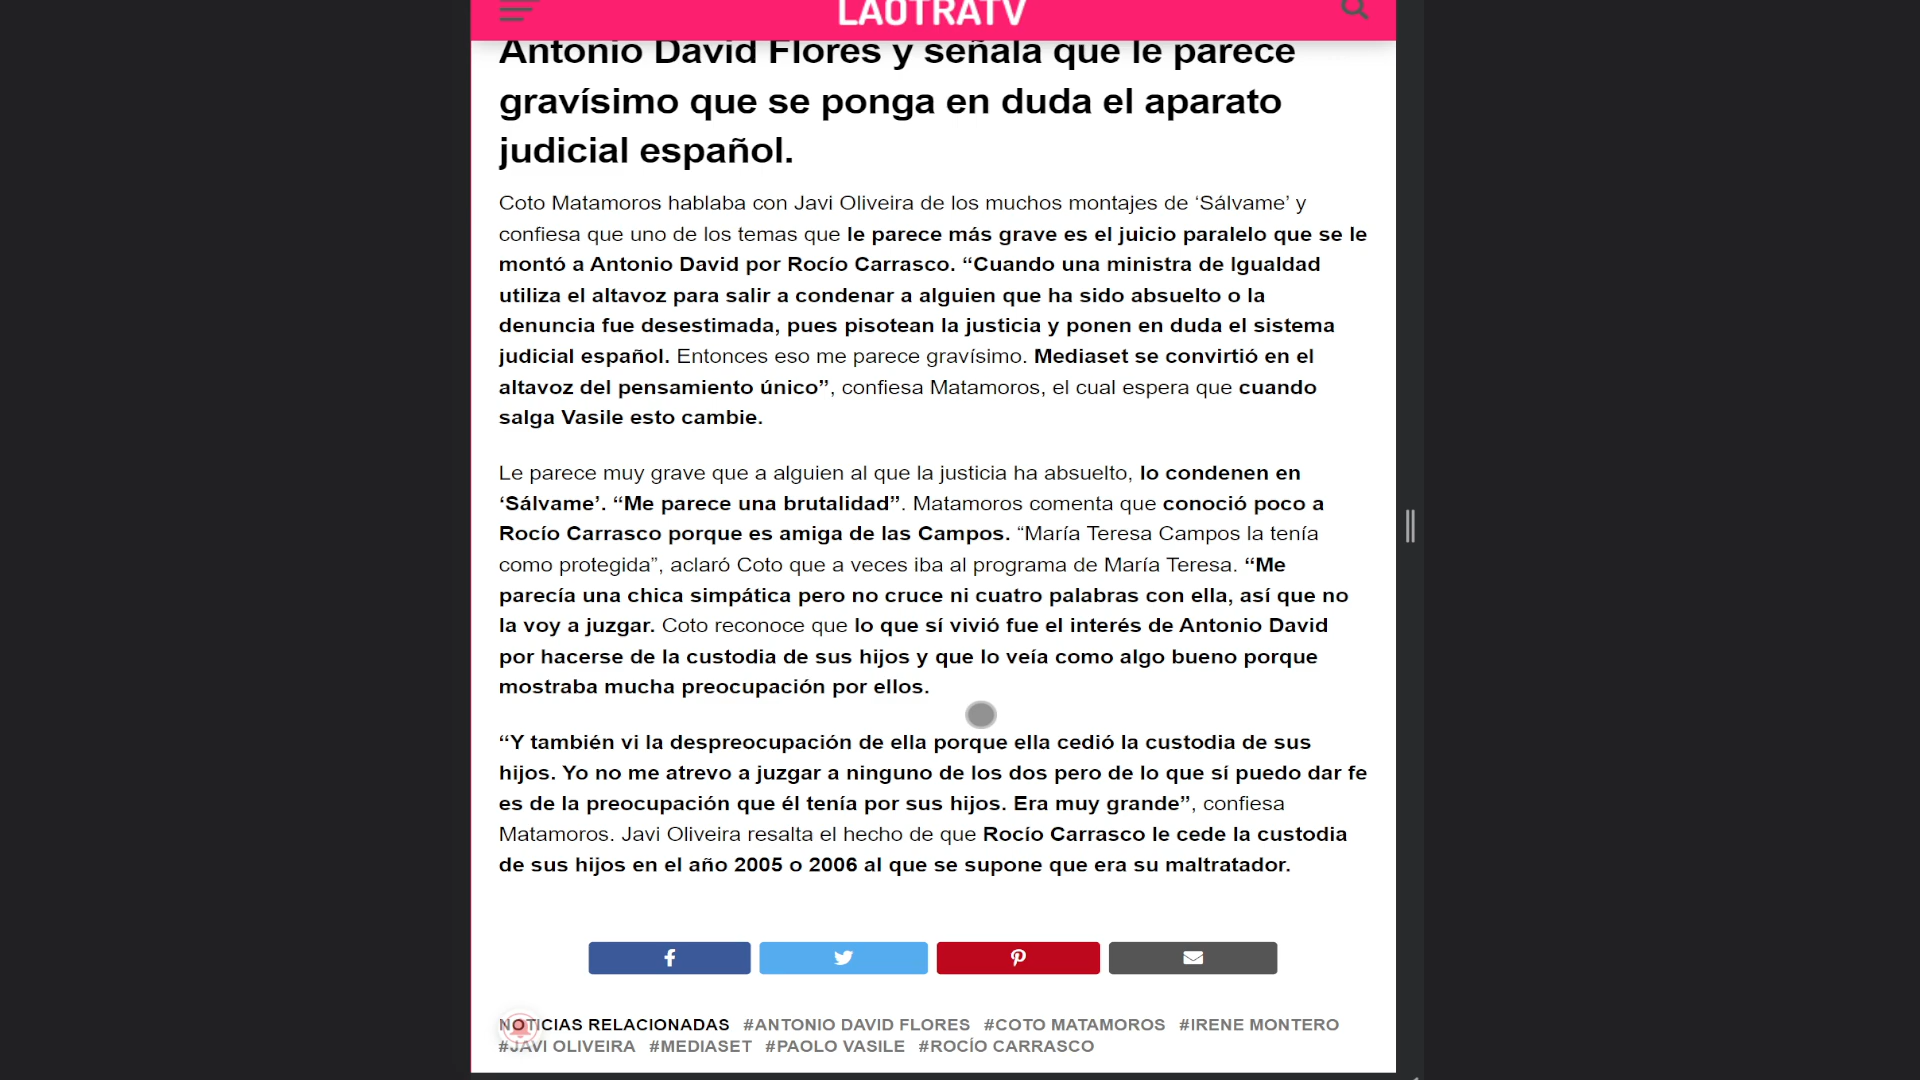 LAOTRATV
Antonio David Flores y señala que le parece
gravísimo que se ponga en duda el aparato
judicial español.
Coto Matamoros hablaba con Javi Oliveira de los muchos montajes de ‘Sálvame’ y
confiesa que uno de los temas que le parece más grave es el juicio paralelo que se le
montó a Antonio David por Rocío Carrasco. “Cuando una ministra de Igualdad
utiliza el altavoz para salir a condenar a alguien que ha sido absuelto o la
denuncia fue desestimada, pues pisotean la justicia y ponen en duda el sistema
judicial español. Entonces eso me parece gravísimo. Mediaset se convirtió en el
altavoz del pensamiento único”, confiesa Matamoros, el cual espera que cuando
salga Vasile esto cambie.
Le parece muy grave que a alguien al que la justicia ha absuelto, lo condenen en
‘Sálvame’. “Me parece una brutalidad”. Matamoros comenta que conoció poco a
Rocío Carrasco porque es amiga de las Campos. “María Teresa Campos la tenía
como protegida”, aclaró Coto que a veces iba al programa de María Teresa. “Me
parecía una chica simpática pero no cruce ni cuatro palabras con ella, así que no
la voy a juzgar. Coto reconoce que lo que sí vivió fue el interés de Antonio David
por hacerse de la custodia de sus hijos y que lo veía como algo bueno porque
mostraba mucha preocupación por ellos.
“Y también vi la despreocupación de ella porque ella cedió la custodia de sus
hijos. Yo no me atrevo a juzgar a ninguno de los dos pero de lo que sí puedo dar fe
es de la preocupación que él tenía por sus hijos. Era muy grande”, confiesa
Matamoros. Javi Oliveira resalta el hecho de que Rocío Carrasco le cede la custodia
de sus hijos en el año 2005 o 2006 al que se supone que era su maltratador.
NOTICIAS RELACIONADAS #ANTONIO DAVID FLORES #COTO MATAMOROS #IRENE MONTERO
#JAVI OLIVEIRA #MEDIASET #PAOLO VASILE #ROCÍO CARRASCO